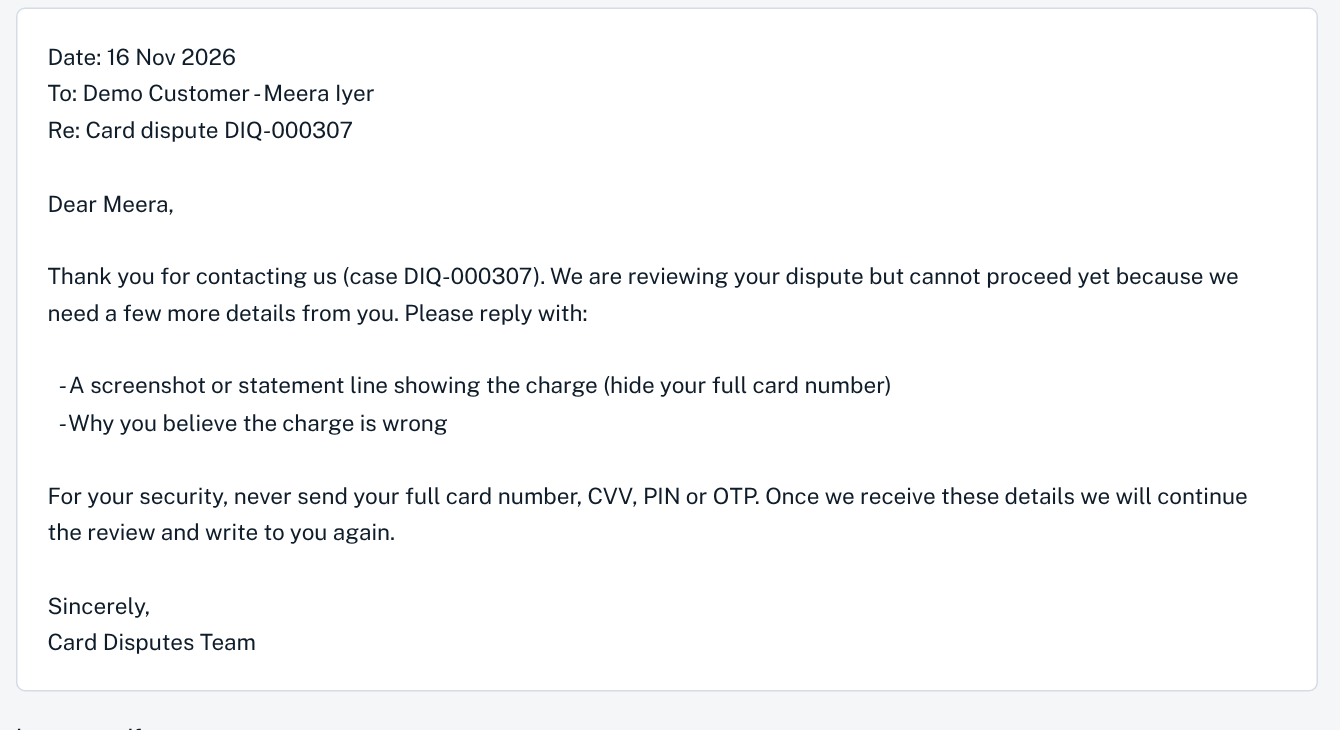 Date: 16 Nov 2026
To: Demo Customer - Meera Iyer
Re: Card dispute DIQ-000307
Dear Meera,
Thank you for contacting us (case DIQ-000307). We are reviewing your dispute but cannot proceed yet because we
need a few more details from you. Please reply with:
- A screenshot or statement line showing the charge (hide your full card number)
- Why you believe the charge is wrong
For your security, never send your full card number, CVV, PIN or OTP. Once we receive these details we will continue
the review and write to you again.
Sincerely,
Card Disputes Team